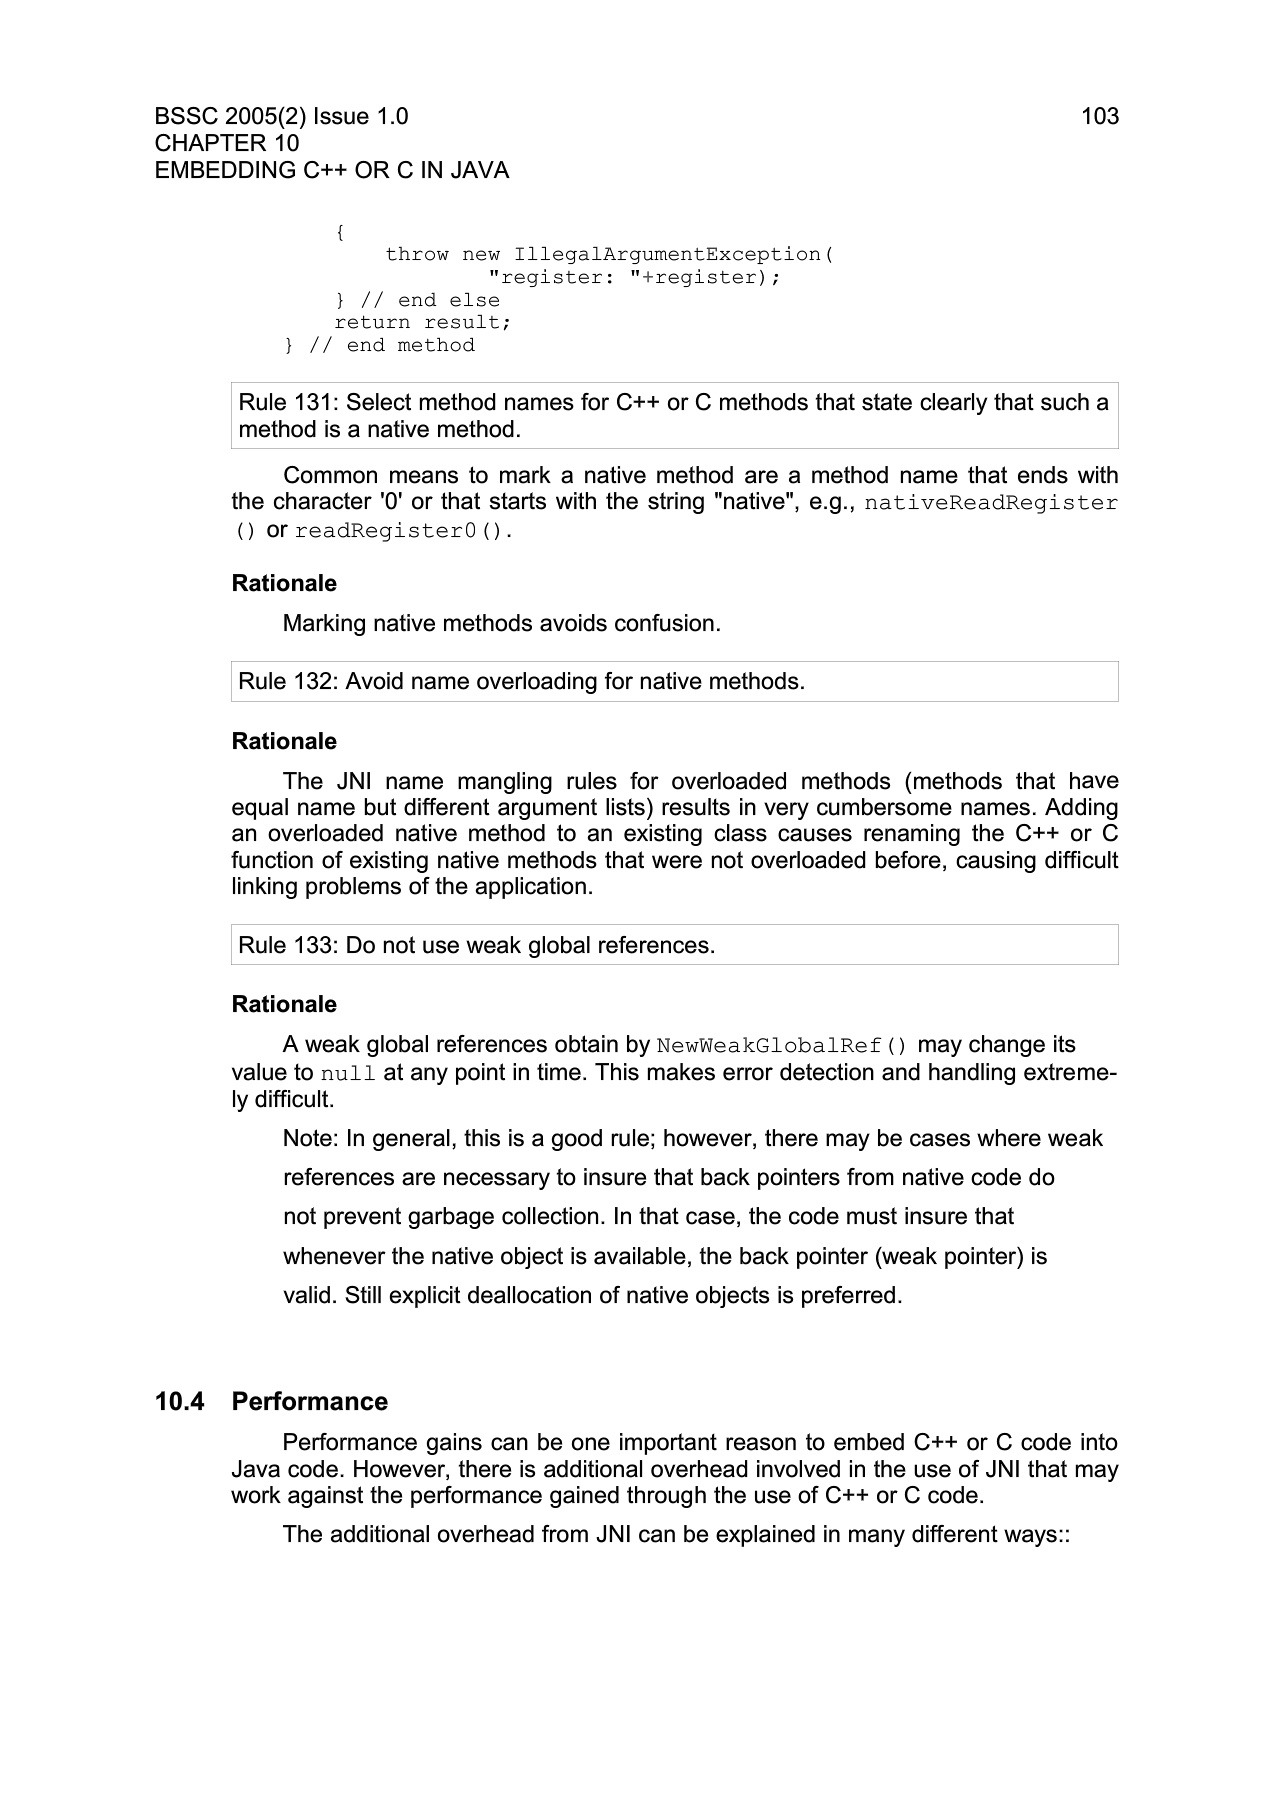 BSSC 2005(2) Issue 1.0 103
CHAPTER 10
EMBEDDING C++ OR C IN JAVA
{
throw new IllegalArgumentException(
"register: "+register);
} // end else
return result;
} // end method
Rule 131: Select method names for C++ or C methods that state clearly that such a
method is a native method.
Common means to mark a native method are a method name that ends with
the character '0' or that starts with the string "native", e.g., nativeReadRegister
() or readRegister0().
Rationale
Marking native methods avoids confusion.
Rule 132: Avoid name overloading for native methods.
Rationale
The JNI name mangling rules for overloaded methods (methods that have
equal name but different argument lists) results in very cumbersome names. Adding
an overloaded native method to an existing class causes renaming the C++ or C
function of existing native methods that were not overloaded before, causing difficult
linking problems of the application.
Rule 133: Do not use weak global references.
Rationale
A weak global references obtain by NewWeakGlobalRef() may change its
value to null at any point in time. This makes error detection and handling extreme-
ly difficult.
Note: In general, this is a good rule; however, there may be cases where weak
references are necessary to insure that back pointers from native code do
not prevent garbage collection. In that case, the code must insure that
whenever the native object is available, the back pointer (weak pointer) is
valid. Still explicit deallocation of native objects is preferred.
10.4 Performance
Performance gains can be one important reason to embed C++ or C code into
Java code. However, there is additional overhead involved in the use of JNI that may
work against the performance gained through the use of C++ or C code.
The additional overhead from JNI can be explained in many different ways::